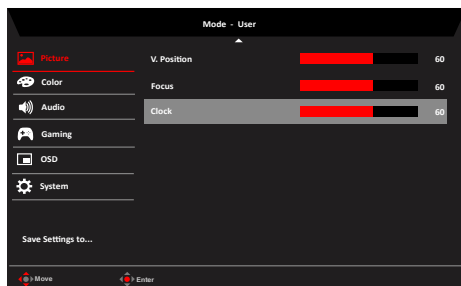 Mode - User
Picture
Color
Audio
Gaming
OSD
System
Save Settings to...
V. Position 60
Focus 60
Clock 60
Move
Enter